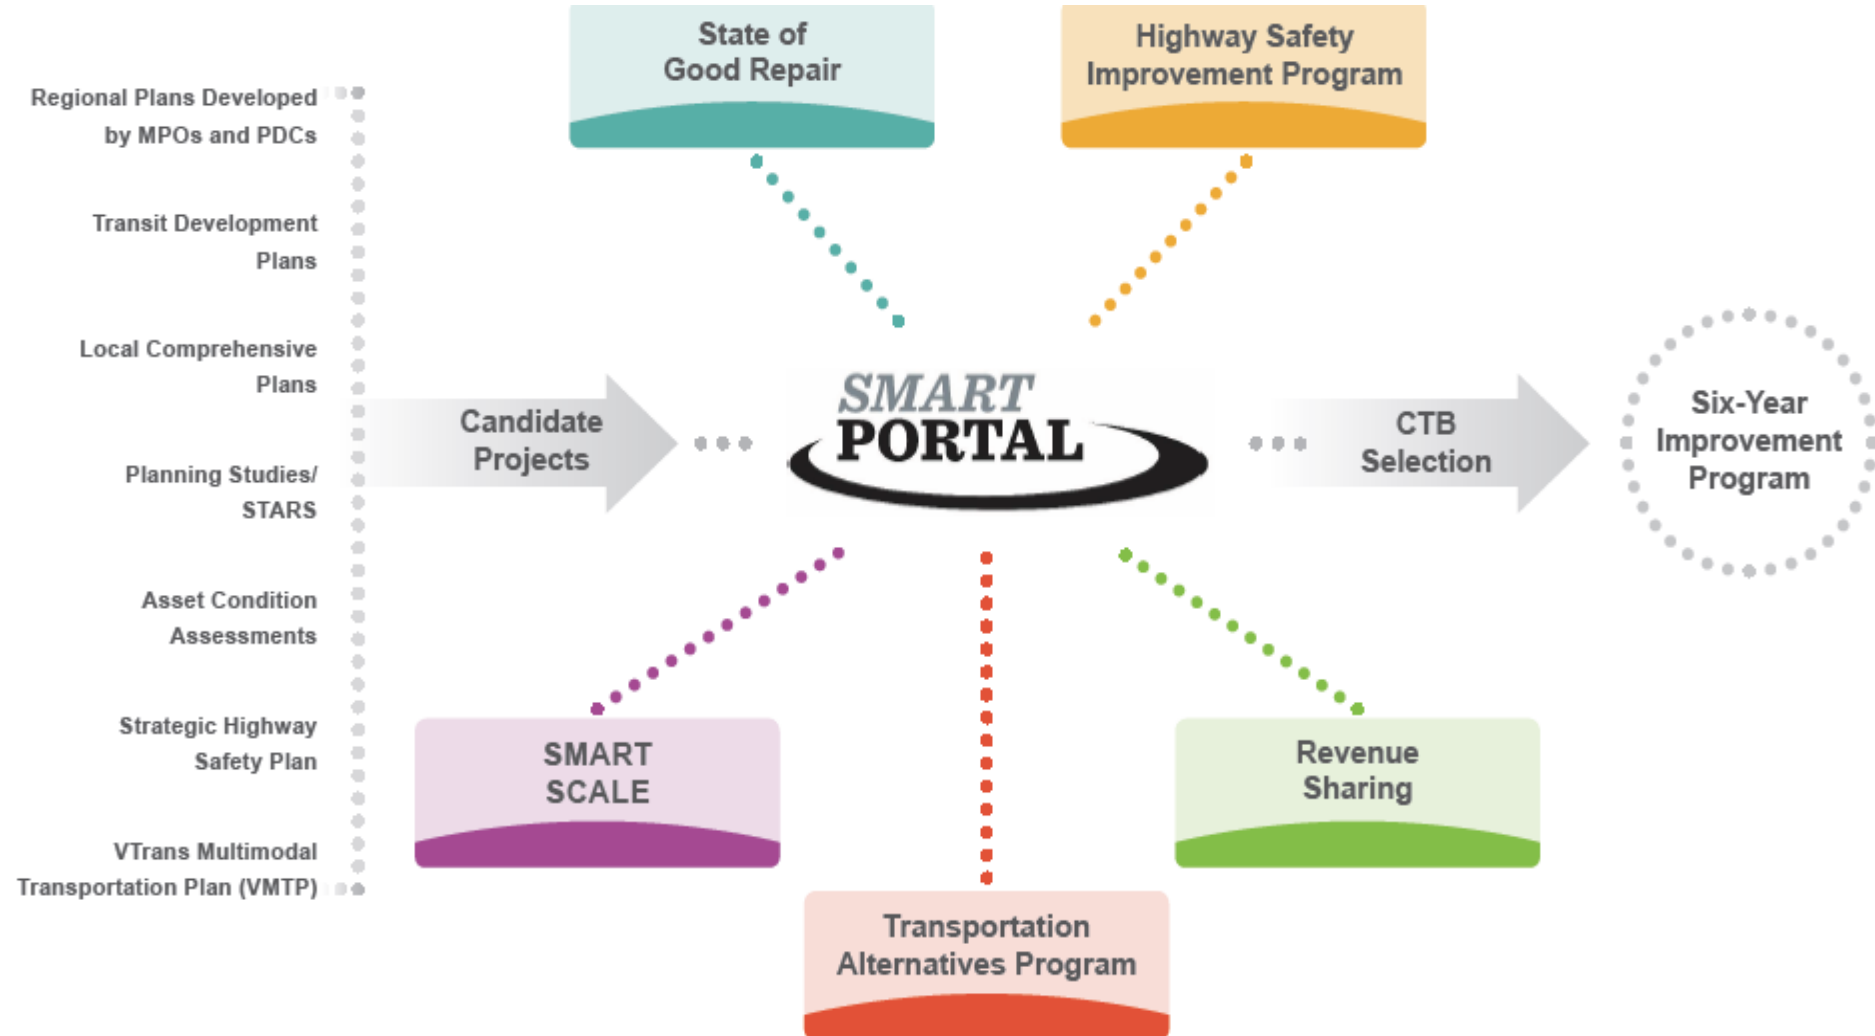 State of
Good Repair
Highway Safety
Improvement Program
Regional Plans Developed
by MPOs and PDCs
Transit Development
Plans
Local Comprehensive
Plans
Planning Studies/
STARS
Asset Condition
Assessments
Strategic Highway
Safety Plan
VTrans Multimodal
Transportation Plan (VMTP)
Candidate
Projects
SMART
PORTAL
CTB
Selection
Six-Year
Improvement
Program
SMART
SCALE
Transportation
Alternatives Program
Revenue
Sharing